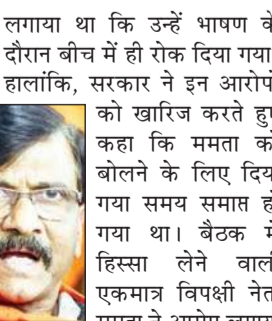 लगाया था कि उन्हें भाषण के
दौरान बीच में ही रोक दिया गया
हालांकि, सरकार ने इन आरोप
को खारिज करते हुए
कहा कि ममता क
बोलने के लिए दिय
गया समय समाप्त ह
गया था। बैठक में
हिस्सा लेने वाली
एकमात्र विपक्षी नेत